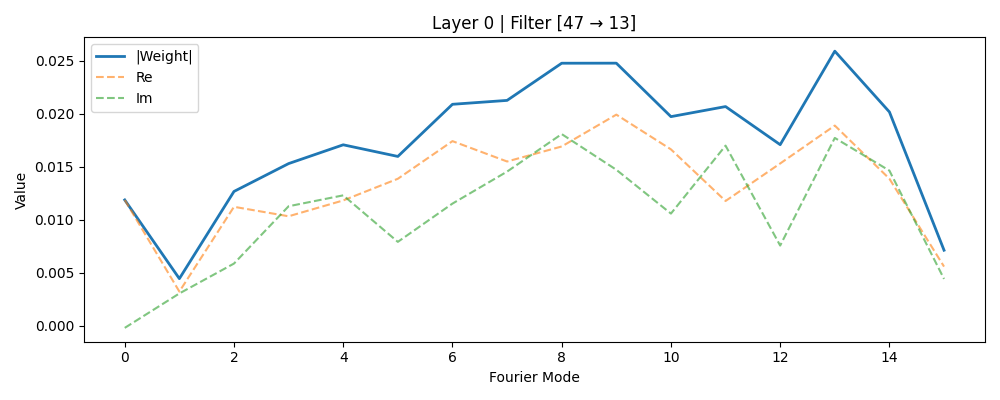 Layer 0 | Filter [47 → 13]
|Weight|
Re
Im
Value
0.025
0.020
0.015
0.010
0.005
0.000
0 2 4 6 8 10 12 14
Fourier Mode